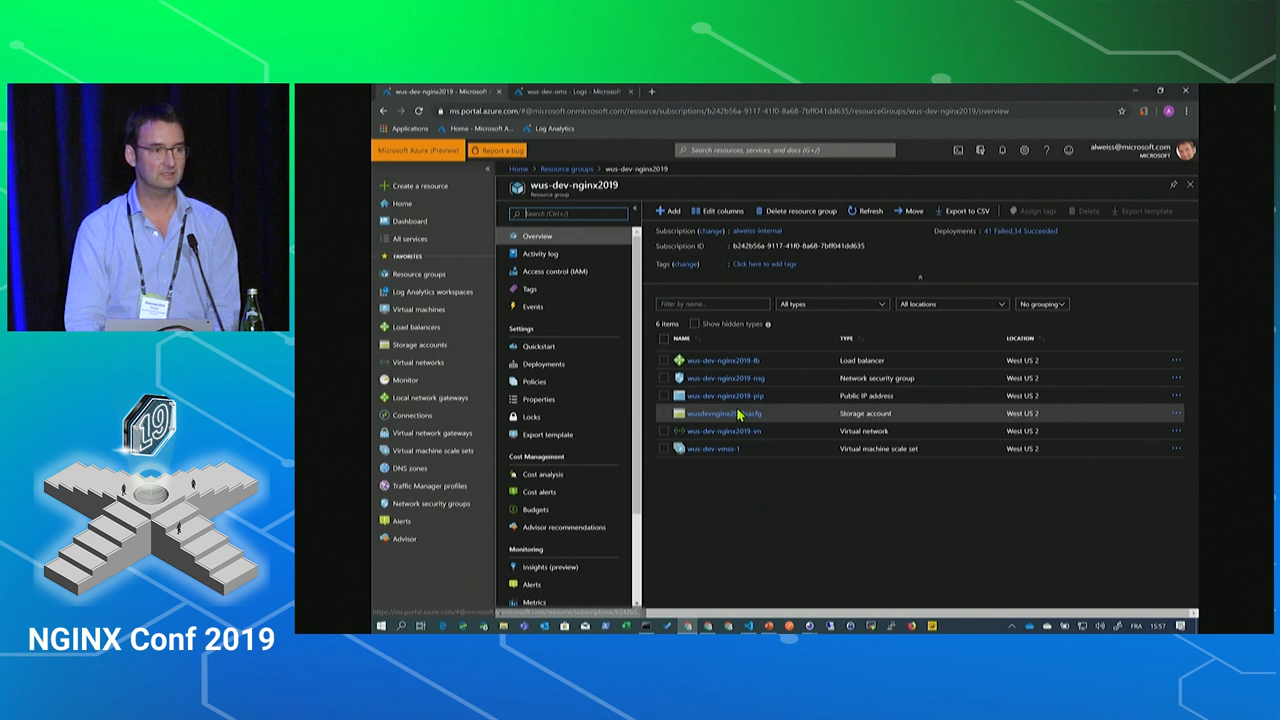 wus-dev-nginx2019 - Microsoft
wus-dev-oms - Logs - Microsoft
ms.portal.azure.com/#@microsoft.onmicrosoft.com/resource/subscriptions/b242b56a-9117-41f0-8a68-7bff041dd635/resourceGroups/wus-dev-nginx2019/overview
Applications Home - Microsoft A... Log Analytics
Microsoft Azure (Preview) Report a bug Search resources, services, and docs (G+/) alweiss@microsoft.com
MICROSOFT
Home Resource groups wus-dev-nginx2019
wus-dev-nginx2019
Resource group
Create a resource
Home
Dashboard
All services
FAVORITES
Resource groups
Log Analytics workspaces
Virtual machines
Load balancers
Storage accounts
Virtual networks
Monitor
Local network gateways
Connections
Virtual network gateways
Virtual machine scale sets
DNS zones
Traffic Manager profiles
Network security groups
Alerts
Advisor
Search (Ctrl+/)
Overview
Activity log
Access control (IAM)
Tags
Events
Settings
Quickstart
Deployments
Policies
Properties
Locks
Export template
Cost Management
Cost analysis
Cost alerts
Budgets
Advisor recommendations
Monitoring
Insights (preview)
Alerts
Metrics
Add Edit columns Delete resource group Refresh Move Export to CSV Assign tags Delete Export template
Subscription (change) : alweiss-internal Deployments : 41 Failed,34 Succeeded
Subscription ID : b242b56a-9117-41f0-8a68-7bff041dd635
Tags (change) : Click here to add tags
Filter by name... All types All locations No grouping
6 items Show hidden types
NAME TYPE LOCATION
wus-dev-nginx2019-lb Load balancer West US 2
wus-dev-nginx2019-nsg Network security group West US 2
wus-dev-nginx2019-pip Public IP address West US 2
Storage account West US 2
wus-dev-nginx2019-vn Virtual network West US 2
wus-dev-vmss-1 Virtual machine scale set West US 2
FRA 15:57
19
NGINX Conf 2019